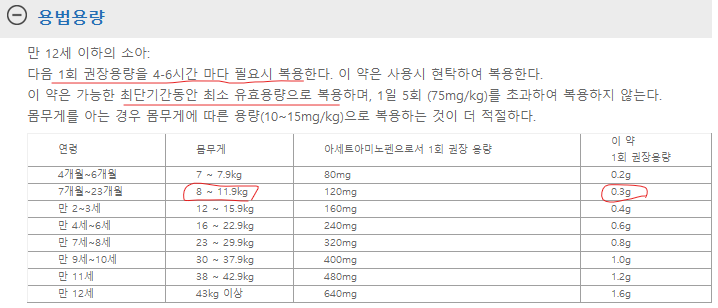 용법용량
만 12세 이하의 소아:
다음 1회 권장용량을 4-6시간 마다 필요시 복용한다. 이 약은 사용시 현탁하여 복용한다.
이 약은 가능한 최단기간동안 최소 유효용량으로 복용하며, 1일 5회 (75mg/kg)를 초과하여 복용하지 않는다.
몸무게를 아는 경우 몸무게에 따른 용량(10~15mg/kg)으로 복용하는 것이 더 적절하다.
연령 몸무게 아세트아미노펜으로서 1회 권장 용량 이 약
1회 권장용량
4개월~6개월 7 ~ 7.9kg 80mg 0.2g
7개월~23개월 8 ~ 11.9kg 120mg 0.3g
만 2~3세 12 ~ 15.9kg 160mg 0.4g
만 4세~6세 16 ~ 22.9kg 240mg 0.6g
만 7세~8세 23 ~ 29.9kg 320mg 0.8g
만 9세~10세 30 ~ 37.9kg 400mg 1.0g
만 11세 38 ~ 42.9kg 480mg 1.2g
만 12세 43kg 이상 640mg 1.6g